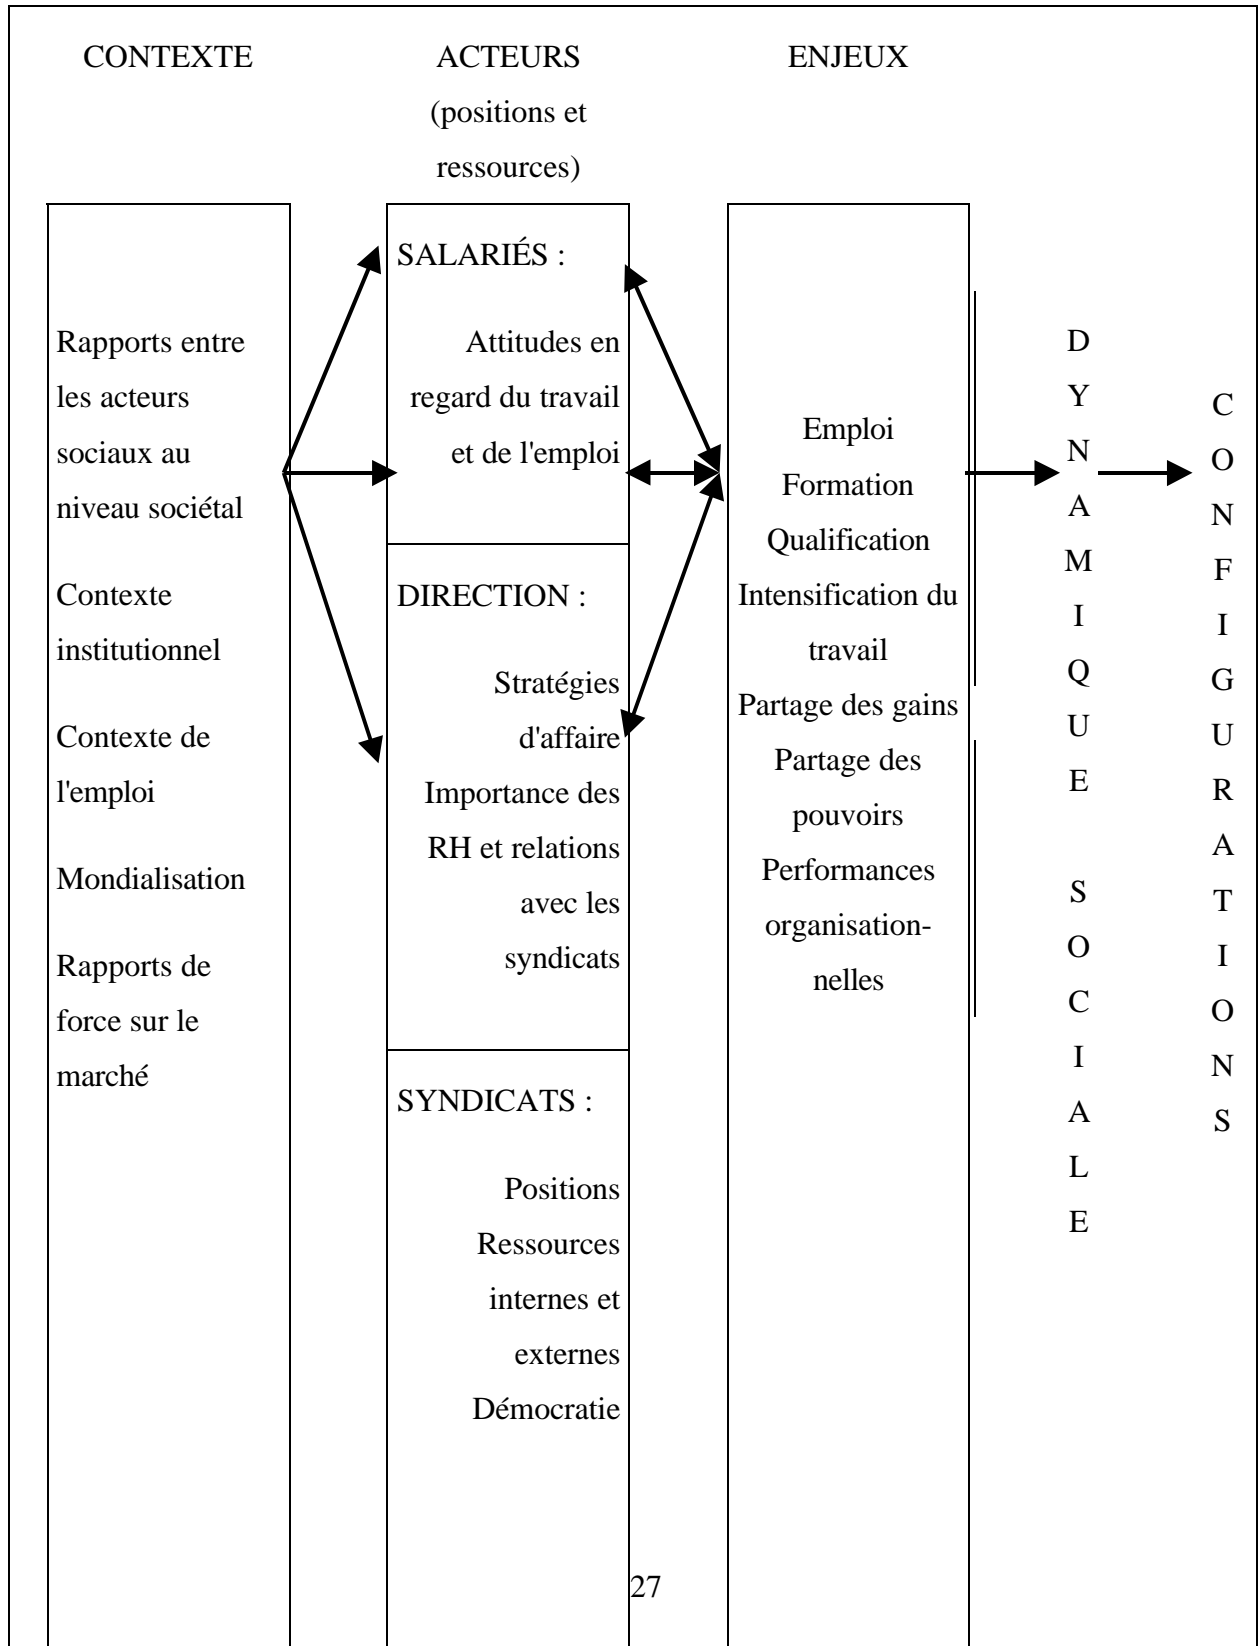 CONTEXTE
ACTEURS
(positions et
ressources)
ENJEUX
Rapports entre
les acteurs
sociaux au
niveau sociétal
Contexte
institutionnel
Contexte de
l'emploi
Mondialisation
Rapports de
force sur le
marché
SALARIÉS :
Attitudes en
regard du travail
et de l'emploi
DIRECTION :
Stratégies
d'affaire
Importance des
RH et relations
avec les
syndicats
SYNDICATS :
Positions
Ressources
internes et
externes
Démocratie
Emploi
Formation
Qualification
Intensification du
travail
Partage des gains
Partage des
pouvoirs
Performances
organisation-
nelles
DYNAMIQUE SOCIALE
CONFIGURATIONS
27